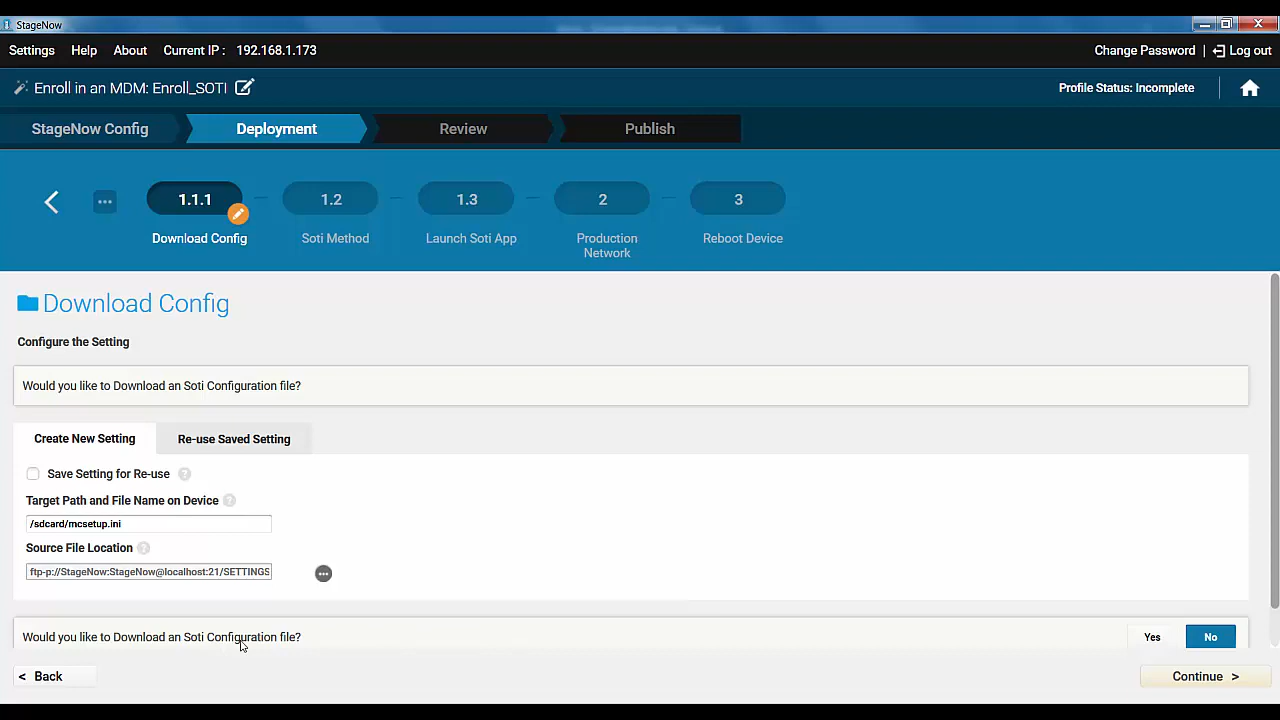 StageNow
Settings Help About Current IP : 192.168.1.173 Change Password | Log out
Enroll in an MDM: Enroll_SOTI Profile Status: Incomplete
StageNow Config Deployment Review Publish
1.1.1 1.2 1.3 2 3
Download Config Soti Method Launch Soti App Production Network Reboot Device
Download Config
Configure the Setting
Would you like to Download an Soti Configuration file?
Create New Setting Re-use Saved Setting
Save Setting for Re-use ?
Target Path and File Name on Device ?
/sdcard/mcsetup.ini
Source File Location ?
ftp-p://StageNow:StageNow@localhost:21/SETTINGS
Would you like to Download an Soti Configuration file? Yes No
< Back Continue >